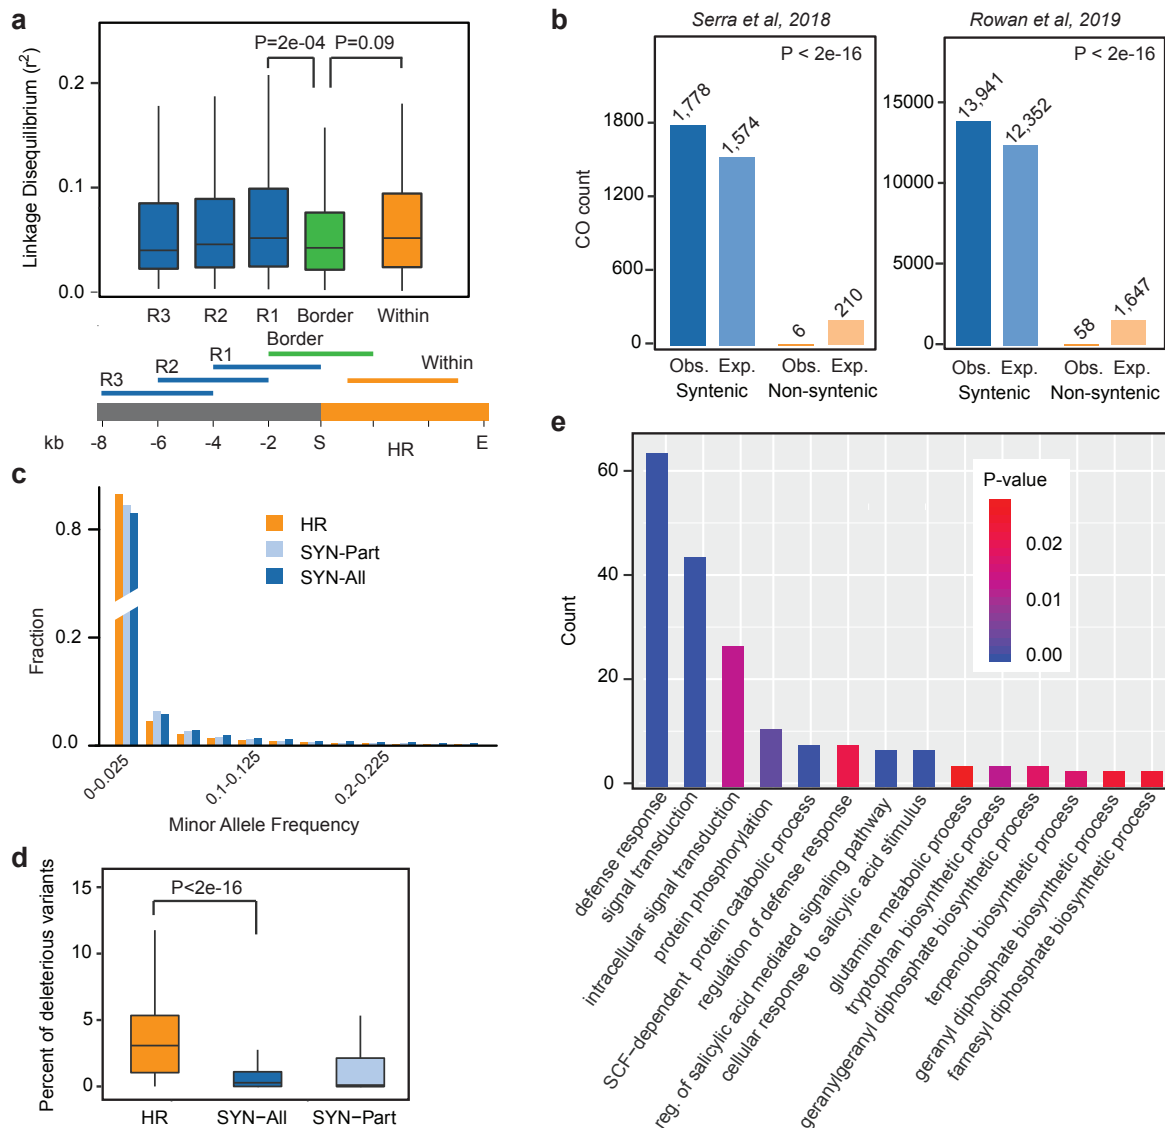 a
Linkage Disequilibrium (r²)
P=2e-04
P=0.09
0.2
0.1
0.0
R3 R2 R1 Border Within
Border
R1
R2
R3
Within
kb -8 -6 -4 -2 S HR E
b
Serra et al, 2018
P < 2e-16
CO count
1800
1200
600
0
1,778
1,574
6
210
Obs. Exp. Obs. Exp.
Syntenic Non-syntenic
Rowan et al, 2019
P < 2e-16
15000
10000
5000
0
13,941
12,352
58
1,647
Obs. Exp. Obs. Exp.
Syntenic Non-syntenic
c
Fraction
0.8
0.2
0.0
HR
SYN-Part
SYN-All
0-0.025
0.1-0.125
0.2-0.225
Minor Allele Frequency
d
Percent of deleterious variants
P<2e-16
15
10
5
0
HR SYN−All SYN−Part
e
Count
60
40
20
0
P-value
0.02
0.01
0.00
defense response
signal transduction
intracellular signal transduction
protein phosphorylation
SCF−dependent protein catabolic process
regulation of defense response
reg. of salicylic acid mediated signaling pathway
cellular response to salicylic acid stimulus
glutamine metabolic process
tryptophan biosynthetic process
geranylgeranyl diphosphate biosynthetic process
terpenoid biosynthetic process
geranyl diphosphate biosynthetic process
farnesyl diphosphate biosynthetic process